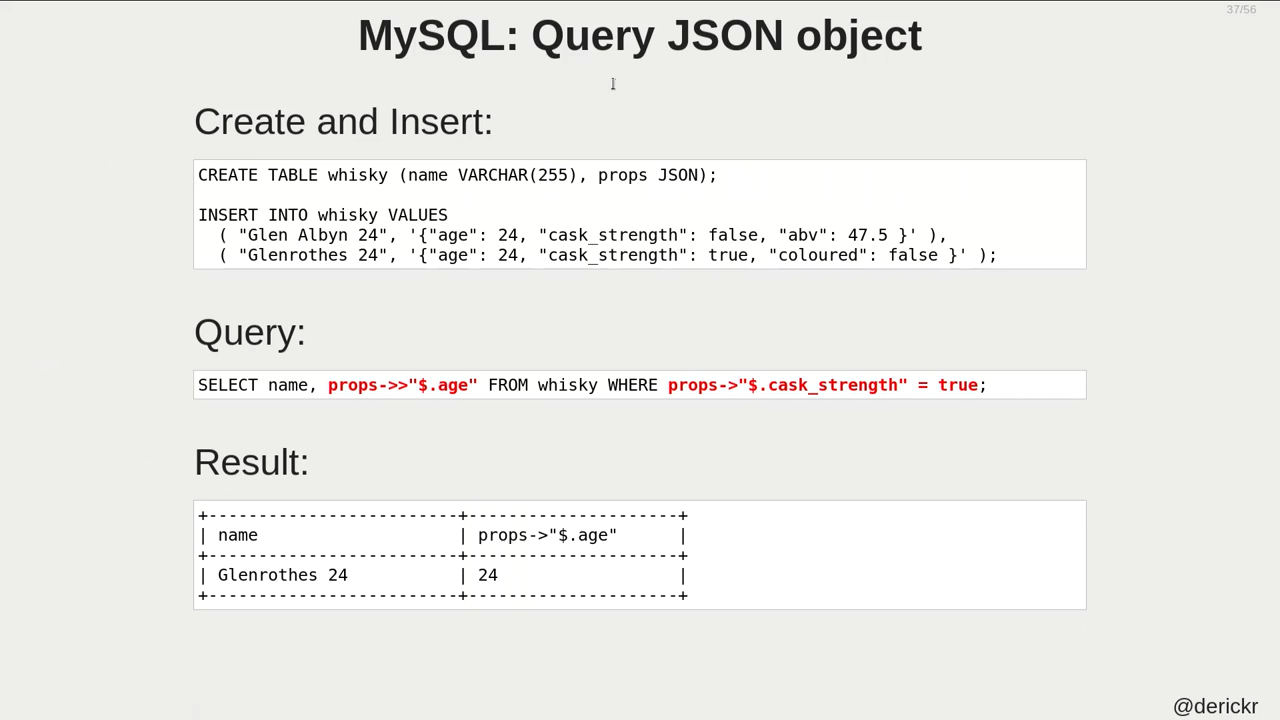 37/56
MySQL: Query JSON object
Create and Insert:
CREATE TABLE whisky (name VARCHAR(255), props JSON);
INSERT INTO whisky VALUES
  ( "Glen Albyn 24", '{"age": 24, "cask_strength": false, "abv": 47.5 }' ),
  ( "Glenrothes 24", '{"age": 24, "cask_strength": true, "coloured": false }' );
Query:
SELECT name, props->>"$.age" FROM whisky WHERE props->"$.cask_strength" = true;
Result:
+-------------------------+---------------------+
| name                    | props->"$.age"      |
+-------------------------+---------------------+
| Glenrothes 24           | 24                  |
+-------------------------+---------------------+
@derickr